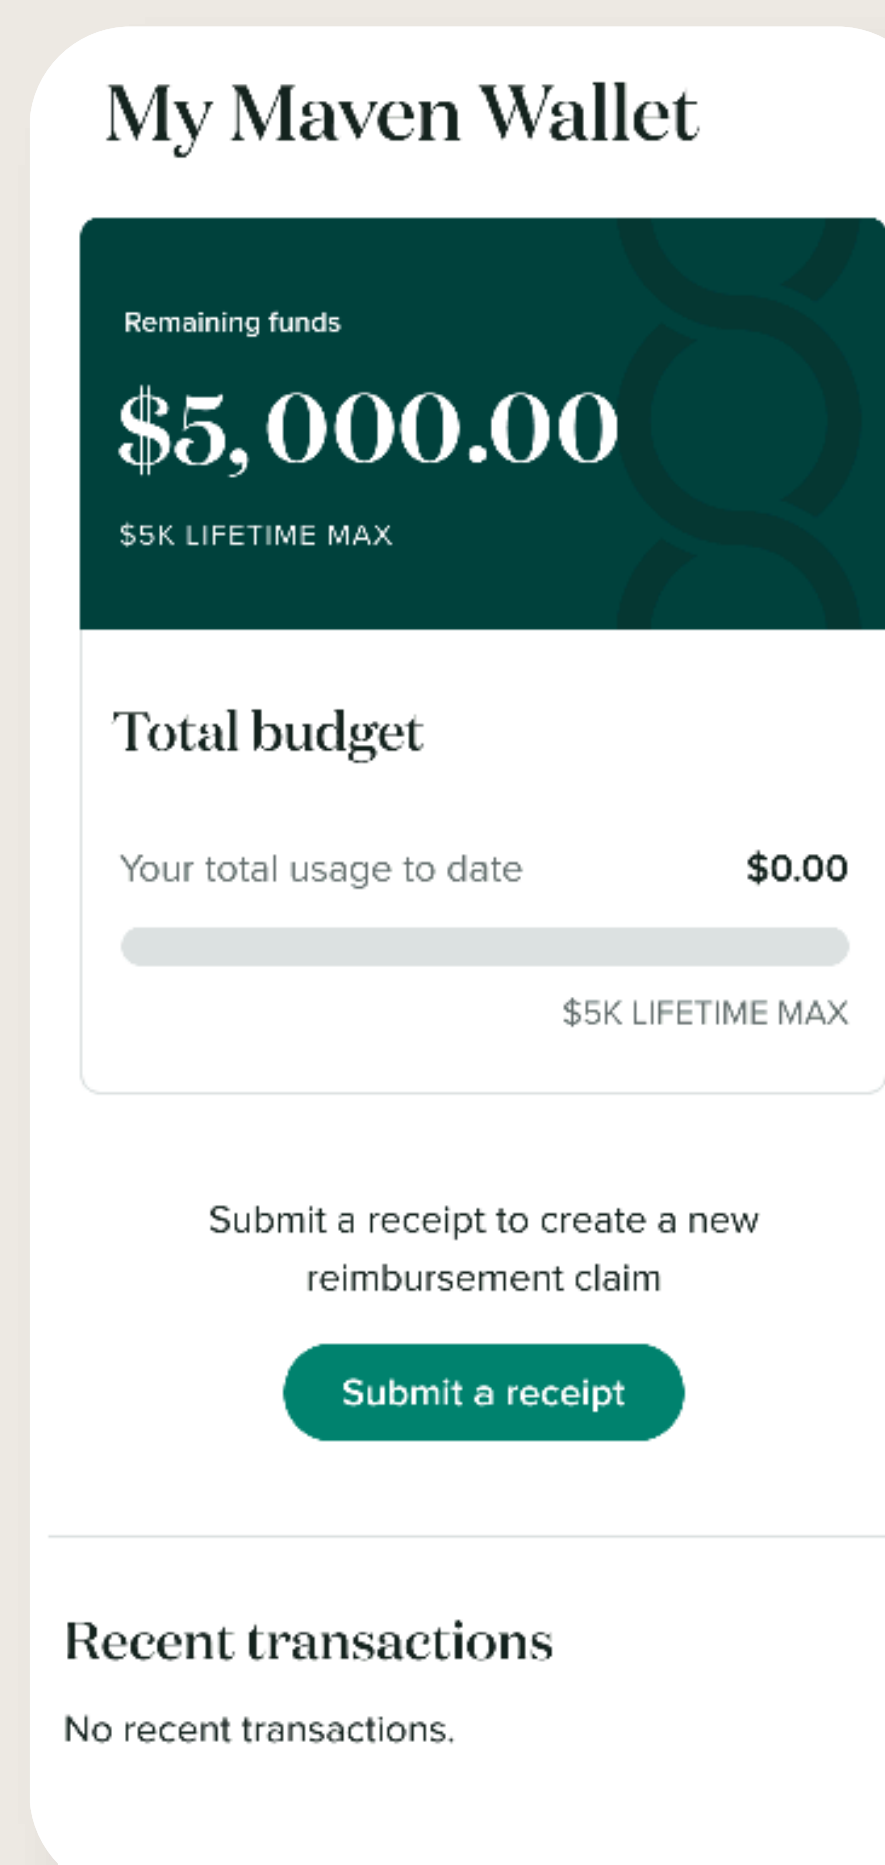 My Maven Wallet
Remaining funds
$5,000.00
$5K LIFETIME MAX
Total budget
Your total usage to date $0.00
$5K LIFETIME MAX
Submit a receipt to create a new
reimbursement claim
Submit a receipt
Recent transactions
No recent transactions.